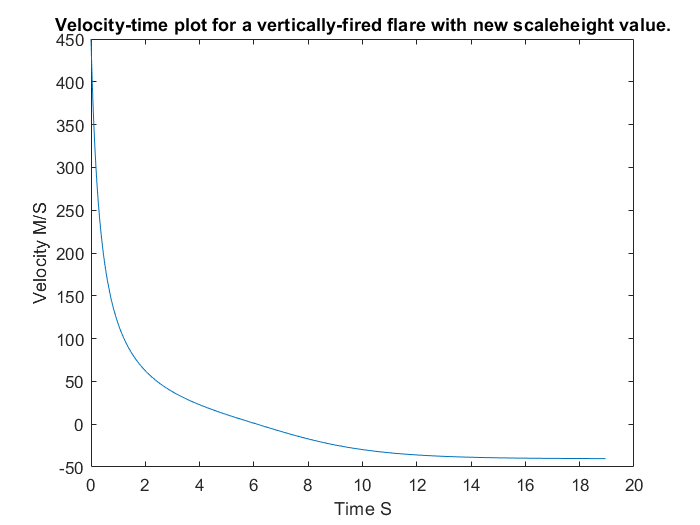 Velocity-time plot for a vertically-fired flare with new scaleheight value.
450
400
350
300
250
200
150
100
50
0
-50
Velocity M/S
0 2 4 6 8 10 12 14 16 18 20
Time S